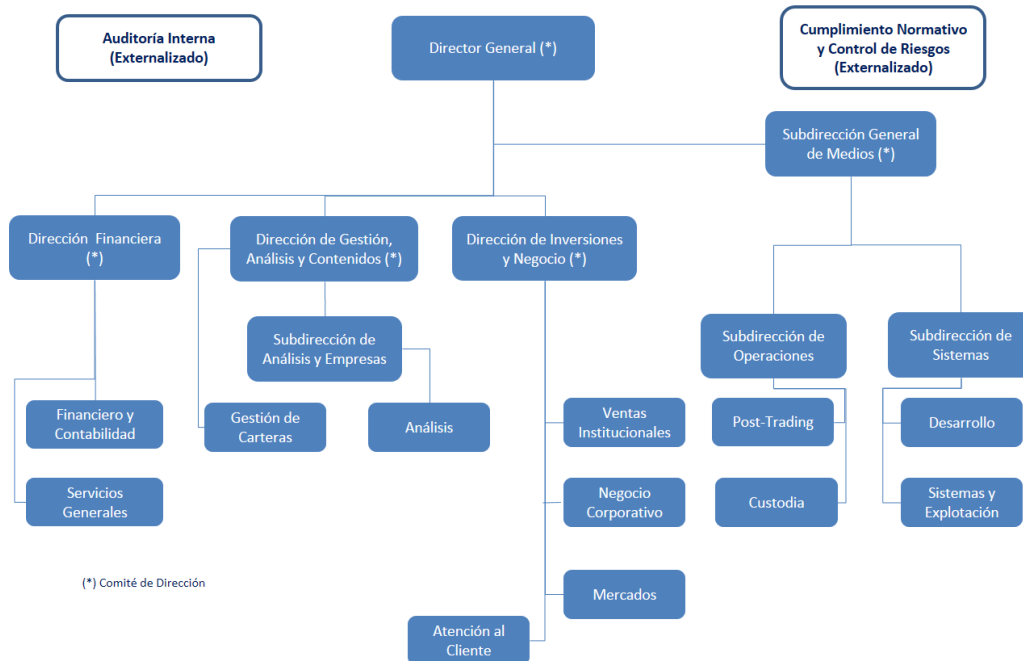 Auditoría Interna
(Externalizado)
Director General (*)
Cumplimiento Normativo
y Control de Riesgos
(Externalizado)
Subdirección General
de Medios (*)
Dirección Financiera
(*)
Dirección de Gestión,
Análisis y Contenidos (*)
Dirección de Inversiones
y Negocio (*)
Subdirección de
Análisis y Empresas
Subdirección de
Operaciones
Subdirección de
Sistemas
Financiero y
Contabilidad
Gestión de
Carteras
Análisis
Ventas
Institucionales
Post-Trading
Desarrollo
Servicios
Generales
Negocio
Corporativo
Custodia
Sistemas y
Explotación
(*) Comité de Dirección
Mercados
Atención al
Cliente